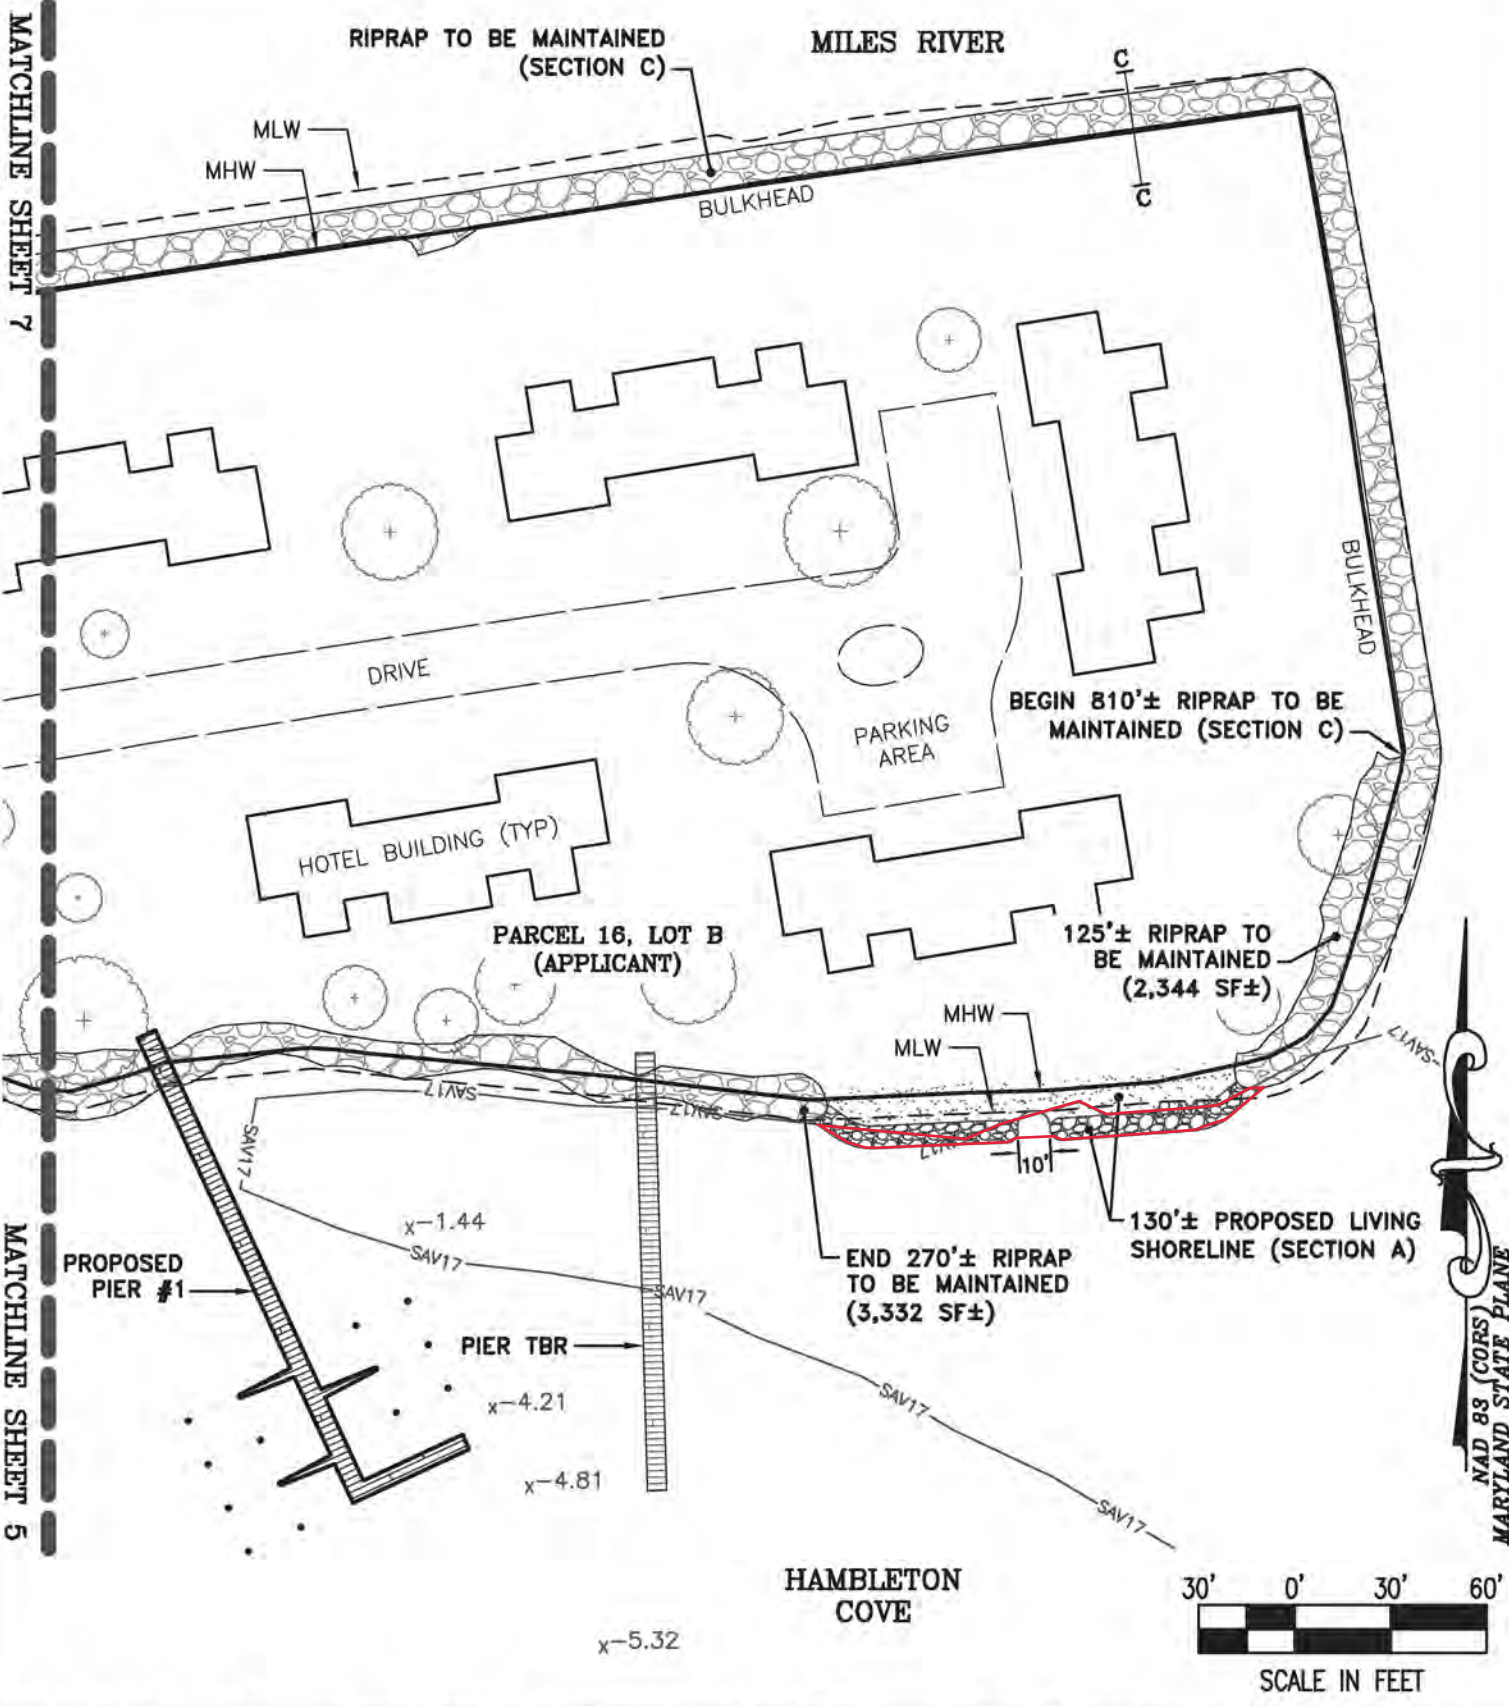 RIPRAP TO BE MAINTAINED
(SECTION C)
MILES RIVER
C
C
MLW
MHW
BULKHEAD
MATCHLINE SHEET 7
BULKHEAD
DRIVE
PARKING
AREA
BEGIN 810'± RIPRAP TO BE
MAINTAINED (SECTION C)
HOTEL BUILDING (TYP)
PARCEL 16, LOT B
(APPLICANT)
125'± RIPRAP TO
BE MAINTAINED
(2,344 SF±)
MHW
MLW
SAV17
SAV17
SAV17
SAV17
10'
x-1.44
SAV17
130'± PROPOSED LIVING
SHORELINE (SECTION A)
END 270'± RIPRAP
TO BE MAINTAINED
(3,332 SF±)
PROPOSED
PIER #1
SAV17
PIER TBR
SAV17
x-4.21
x-4.81
SAV17
MATCHLINE SHEET 5
NAD 83 (CORS)
MARYLAND STATE PLANE
HAMBLETON
COVE
x-5.32
30' 0' 30' 60'
SCALE IN FEET